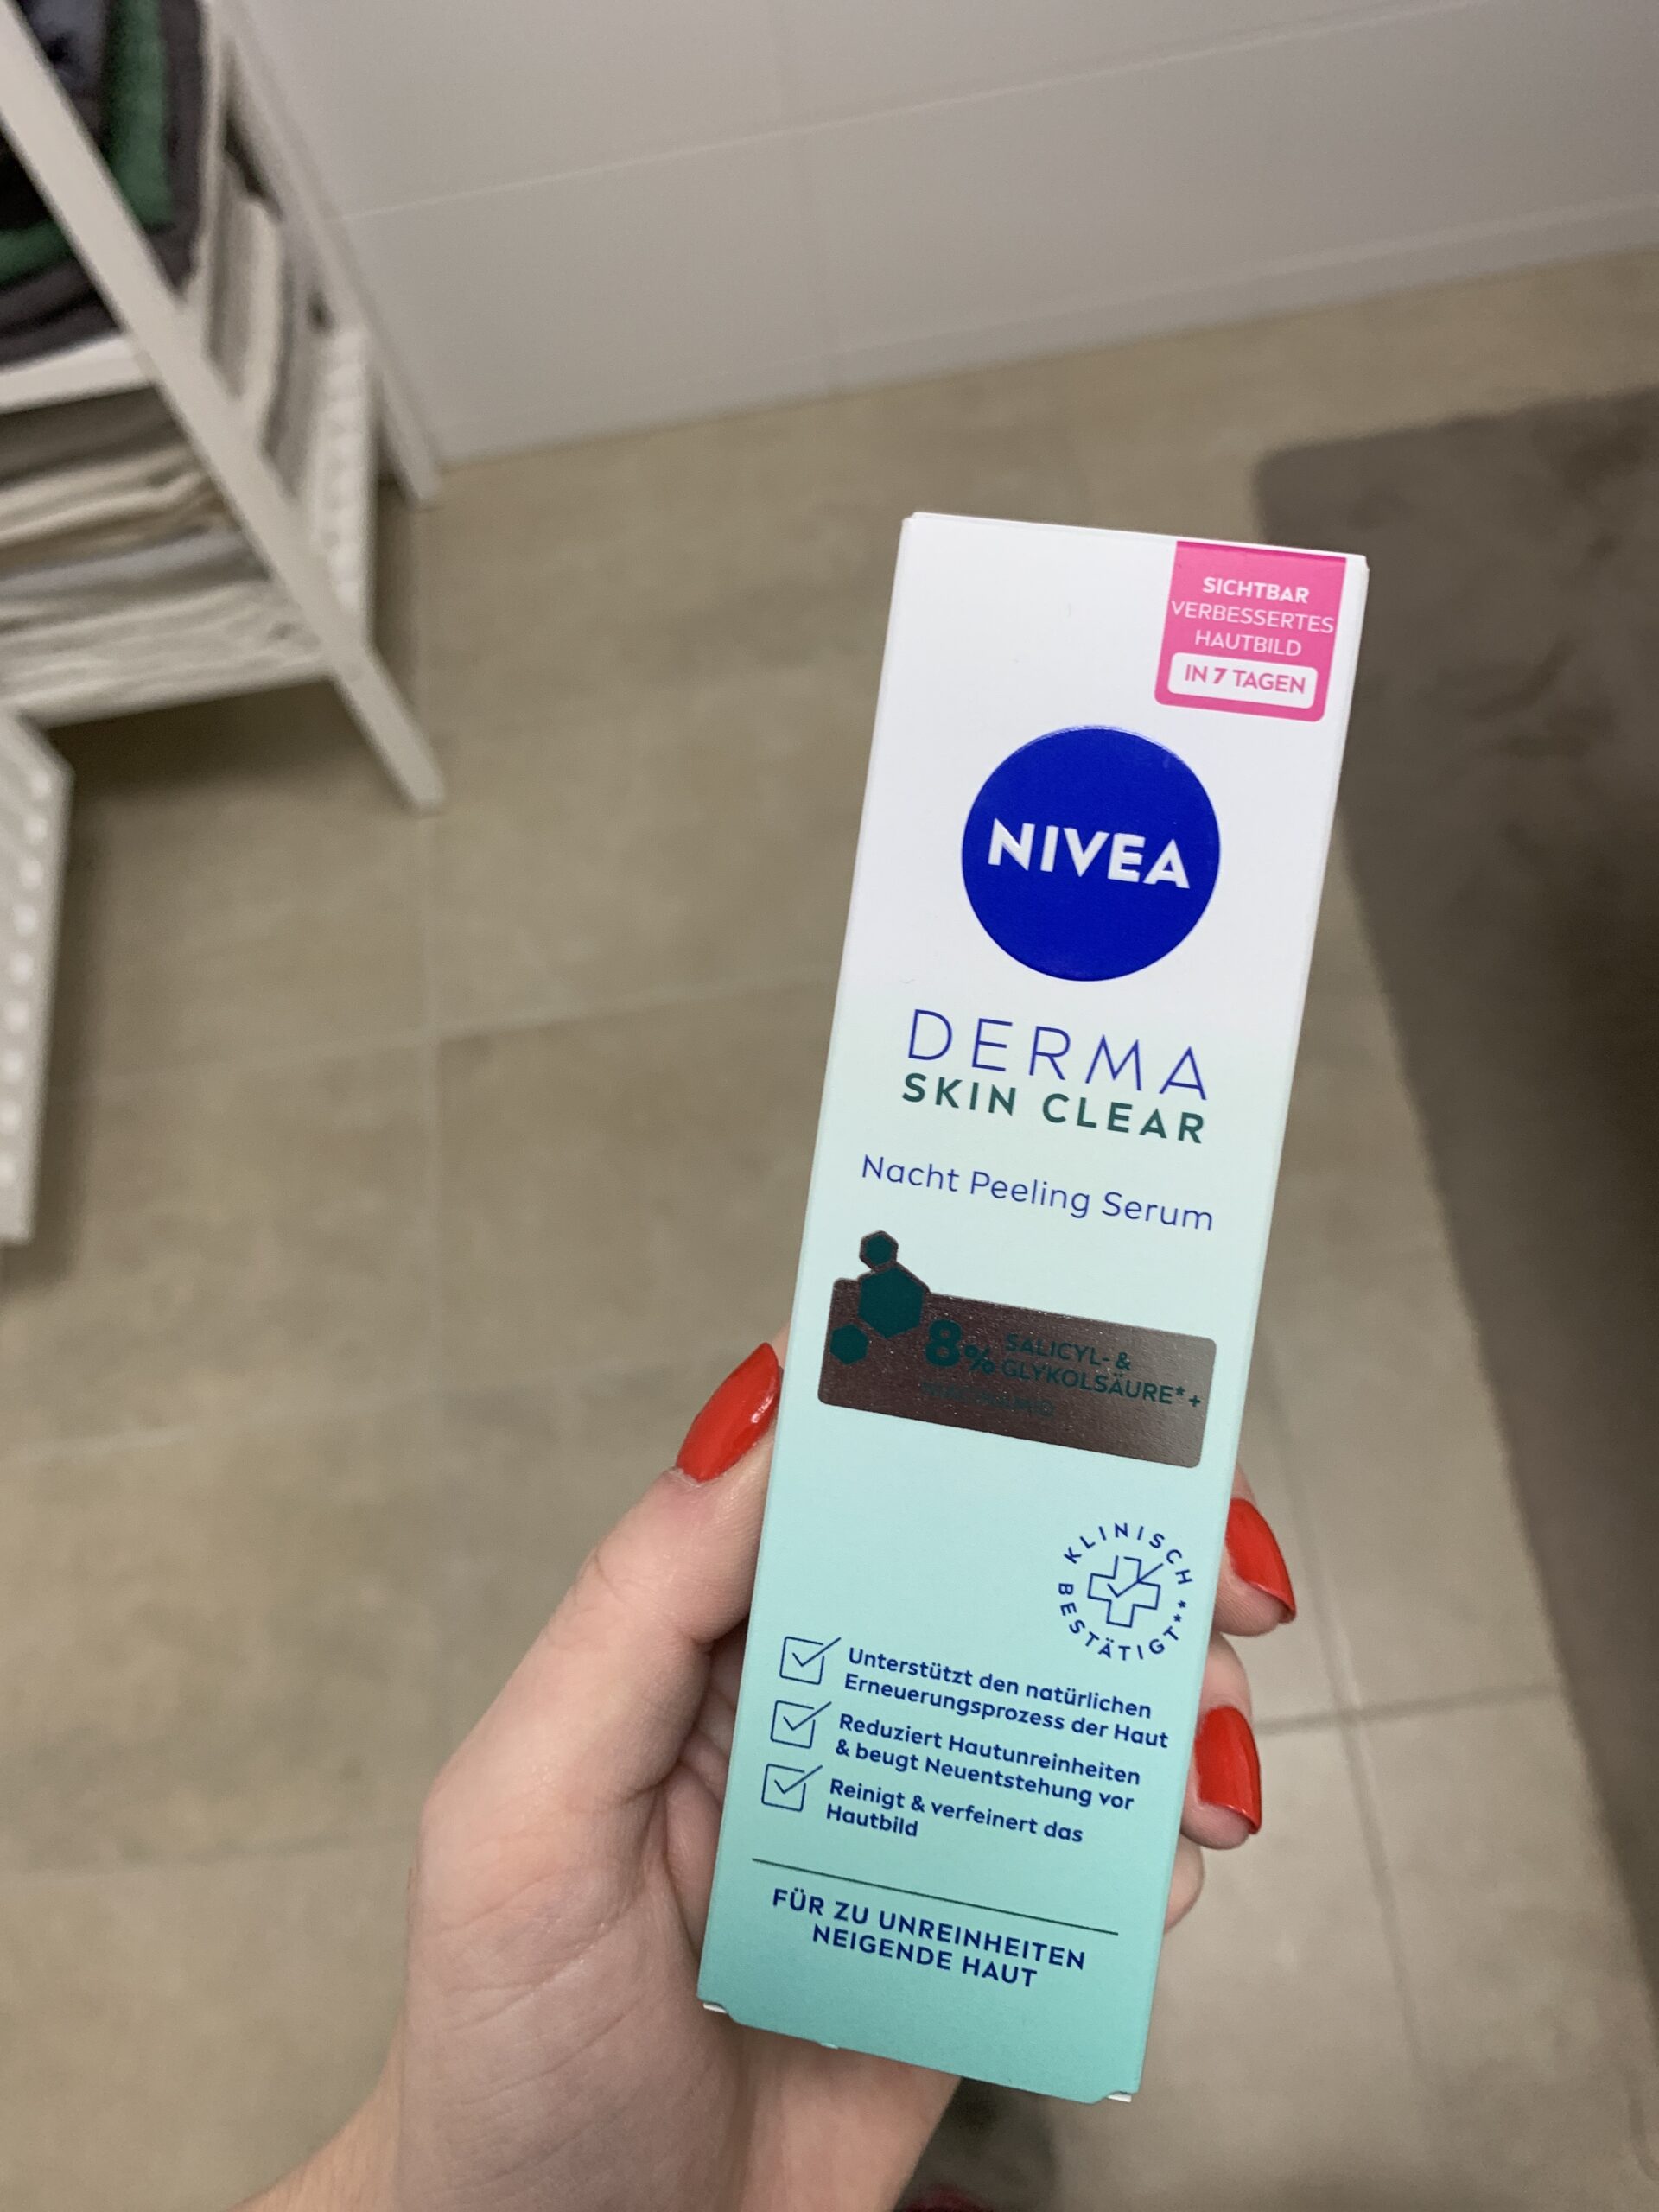 SICHTBAR
VERBESSERTES
HAUTBILD
IN 7 TAGEN
NIVEA
DERMA
SKIN CLEAR
Nacht Peeling Serum
8% SALICYL- &
GLYKOLSÄURE* +
KLINISCH BESTÄTIGT**
Unterstützt den natürlichen
Erneuerungsprozess der Haut
Reduziert Hautunreinheiten
& beugt Neuentstehung vor
Reinigt & verfeinert das
Hautbild
FÜR ZU UNREINHEITEN
NEIGENDE HAUT